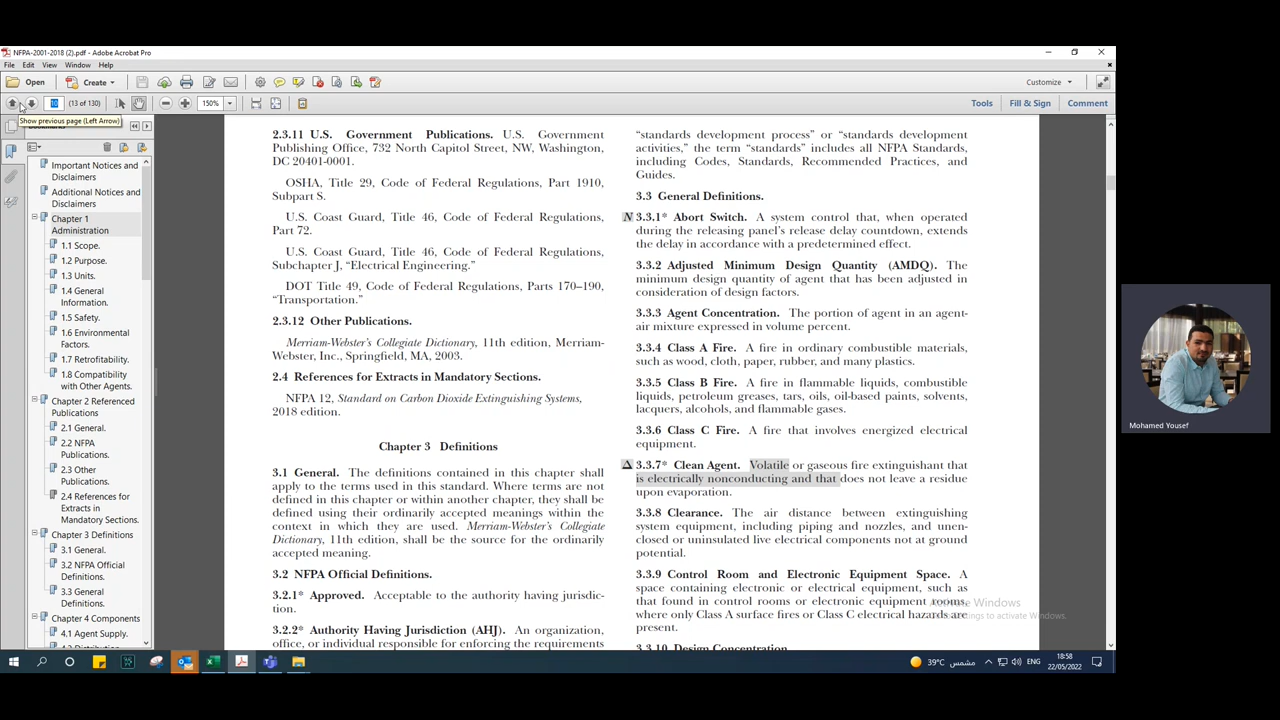 NFPA-2001-2018 (2).pdf - Adobe Acrobat Pro
File Edit View Window Help
Open Create Customize
10 (13 of 130) 150% Tools Fill & Sign Comment
Show previous page (Left Arrow)
Important Notices and
Disclaimers
Additional Notices and
Disclaimers
Chapter 1
Administration
1.1 Scope.
1.2 Purpose.
1.3 Units.
1.4 General
Information.
1.5 Safety.
1.6 Environmental
Factors.
1.7 Retrofitability.
1.8 Compatibility
with Other Agents.
Chapter 2 Referenced
Publications
2.1 General.
2.2 NFPA
Publications.
2.3 Other
Publications.
2.4 References for
Extracts in
Mandatory Sections.
Chapter 3 Definitions
3.1 General.
3.2 NFPA Official
Definitions.
3.3 General
Definitions.
Chapter 4 Components
4.1 Agent Supply.
2.3.11 U.S. Government Publications. U.S. Government
Publishing Office, 732 North Capitol Street, NW, Washington,
DC 20401-0001.
OSHA, Title 29, Code of Federal Regulations, Part 1910,
Subpart S.
U.S. Coast Guard, Title 46, Code of Federal Regulations,
Part 72.
U.S. Coast Guard, Title 46, Code of Federal Regulations,
Subchapter J, “Electrical Engineering.”
DOT Title 49, Code of Federal Regulations, Parts 170–190,
“Transportation.”
2.3.12 Other Publications.
Merriam-Webster’s Collegiate Dictionary, 11th edition, Merriam-
Webster, Inc., Springfield, MA, 2003.
2.4 References for Extracts in Mandatory Sections.
NFPA 12, Standard on Carbon Dioxide Extinguishing Systems,
2018 edition.
Chapter 3 Definitions
3.1 General. The definitions contained in this chapter shall
apply to the terms used in this standard. Where terms are not
defined in this chapter or within another chapter, they shall be
defined using their ordinarily accepted meanings within the
context in which they are used. Merriam-Webster’s Collegiate
Dictionary, 11th edition, shall be the source for the ordinarily
accepted meaning.
3.2 NFPA Official Definitions.
3.2.1* Approved. Acceptable to the authority having jurisdic-
tion.
3.2.2* Authority Having Jurisdiction (AHJ). An organization,
office, or individual responsible for enforcing the requirements
“standards development process” or “standards development
activities,” the term “standards” includes all NFPA Standards,
including Codes, Standards, Recommended Practices, and
Guides.
3.3 General Definitions.
N 3.3.1* Abort Switch. A system control that, when operated
during the releasing panel’s release delay countdown, extends
the delay in accordance with a predetermined effect.
3.3.2 Adjusted Minimum Design Quantity (AMDQ). The
minimum design quantity of agent that has been adjusted in
consideration of design factors.
3.3.3 Agent Concentration. The portion of agent in an agent-
air mixture expressed in volume percent.
3.3.4 Class A Fire. A fire in ordinary combustible materials,
such as wood, cloth, paper, rubber, and many plastics.
3.3.5 Class B Fire. A fire in flammable liquids, combustible
liquids, petroleum greases, tars, oils, oil-based paints, solvents,
lacquers, alcohols, and flammable gases.
3.3.6 Class C Fire. A fire that involves energized electrical
equipment.
Δ 3.3.7* Clean Agent. Volatile or gaseous fire extinguishant that
is electrically nonconducting and that does not leave a residue
upon evaporation.
3.3.8 Clearance. The air distance between extinguishing
system equipment, including piping and nozzles, and unen-
closed or uninsulated live electrical components not at ground
potential.
3.3.9 Control Room and Electronic Equipment Space. A
space containing electronic or electrical equipment, such as
that found in control rooms or electronic equipment rooms,
where only Class A surface fires or Class C electrical hazards are
present.
3.3.10 Design Concentration.
Activate Windows
Go to Settings to activate Windows.
Mohamed Yousef
39°C مشمس ENG
18:58
22/05/2022